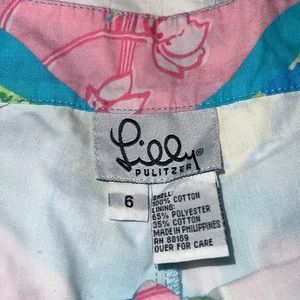 Lilly®
PULITZER
6
SHELL:
100% COTTON
LINING:
65% POLYESTER
35% COTTON
MADE IN PHILIPPINES
RN 88189
OVER FOR CARE